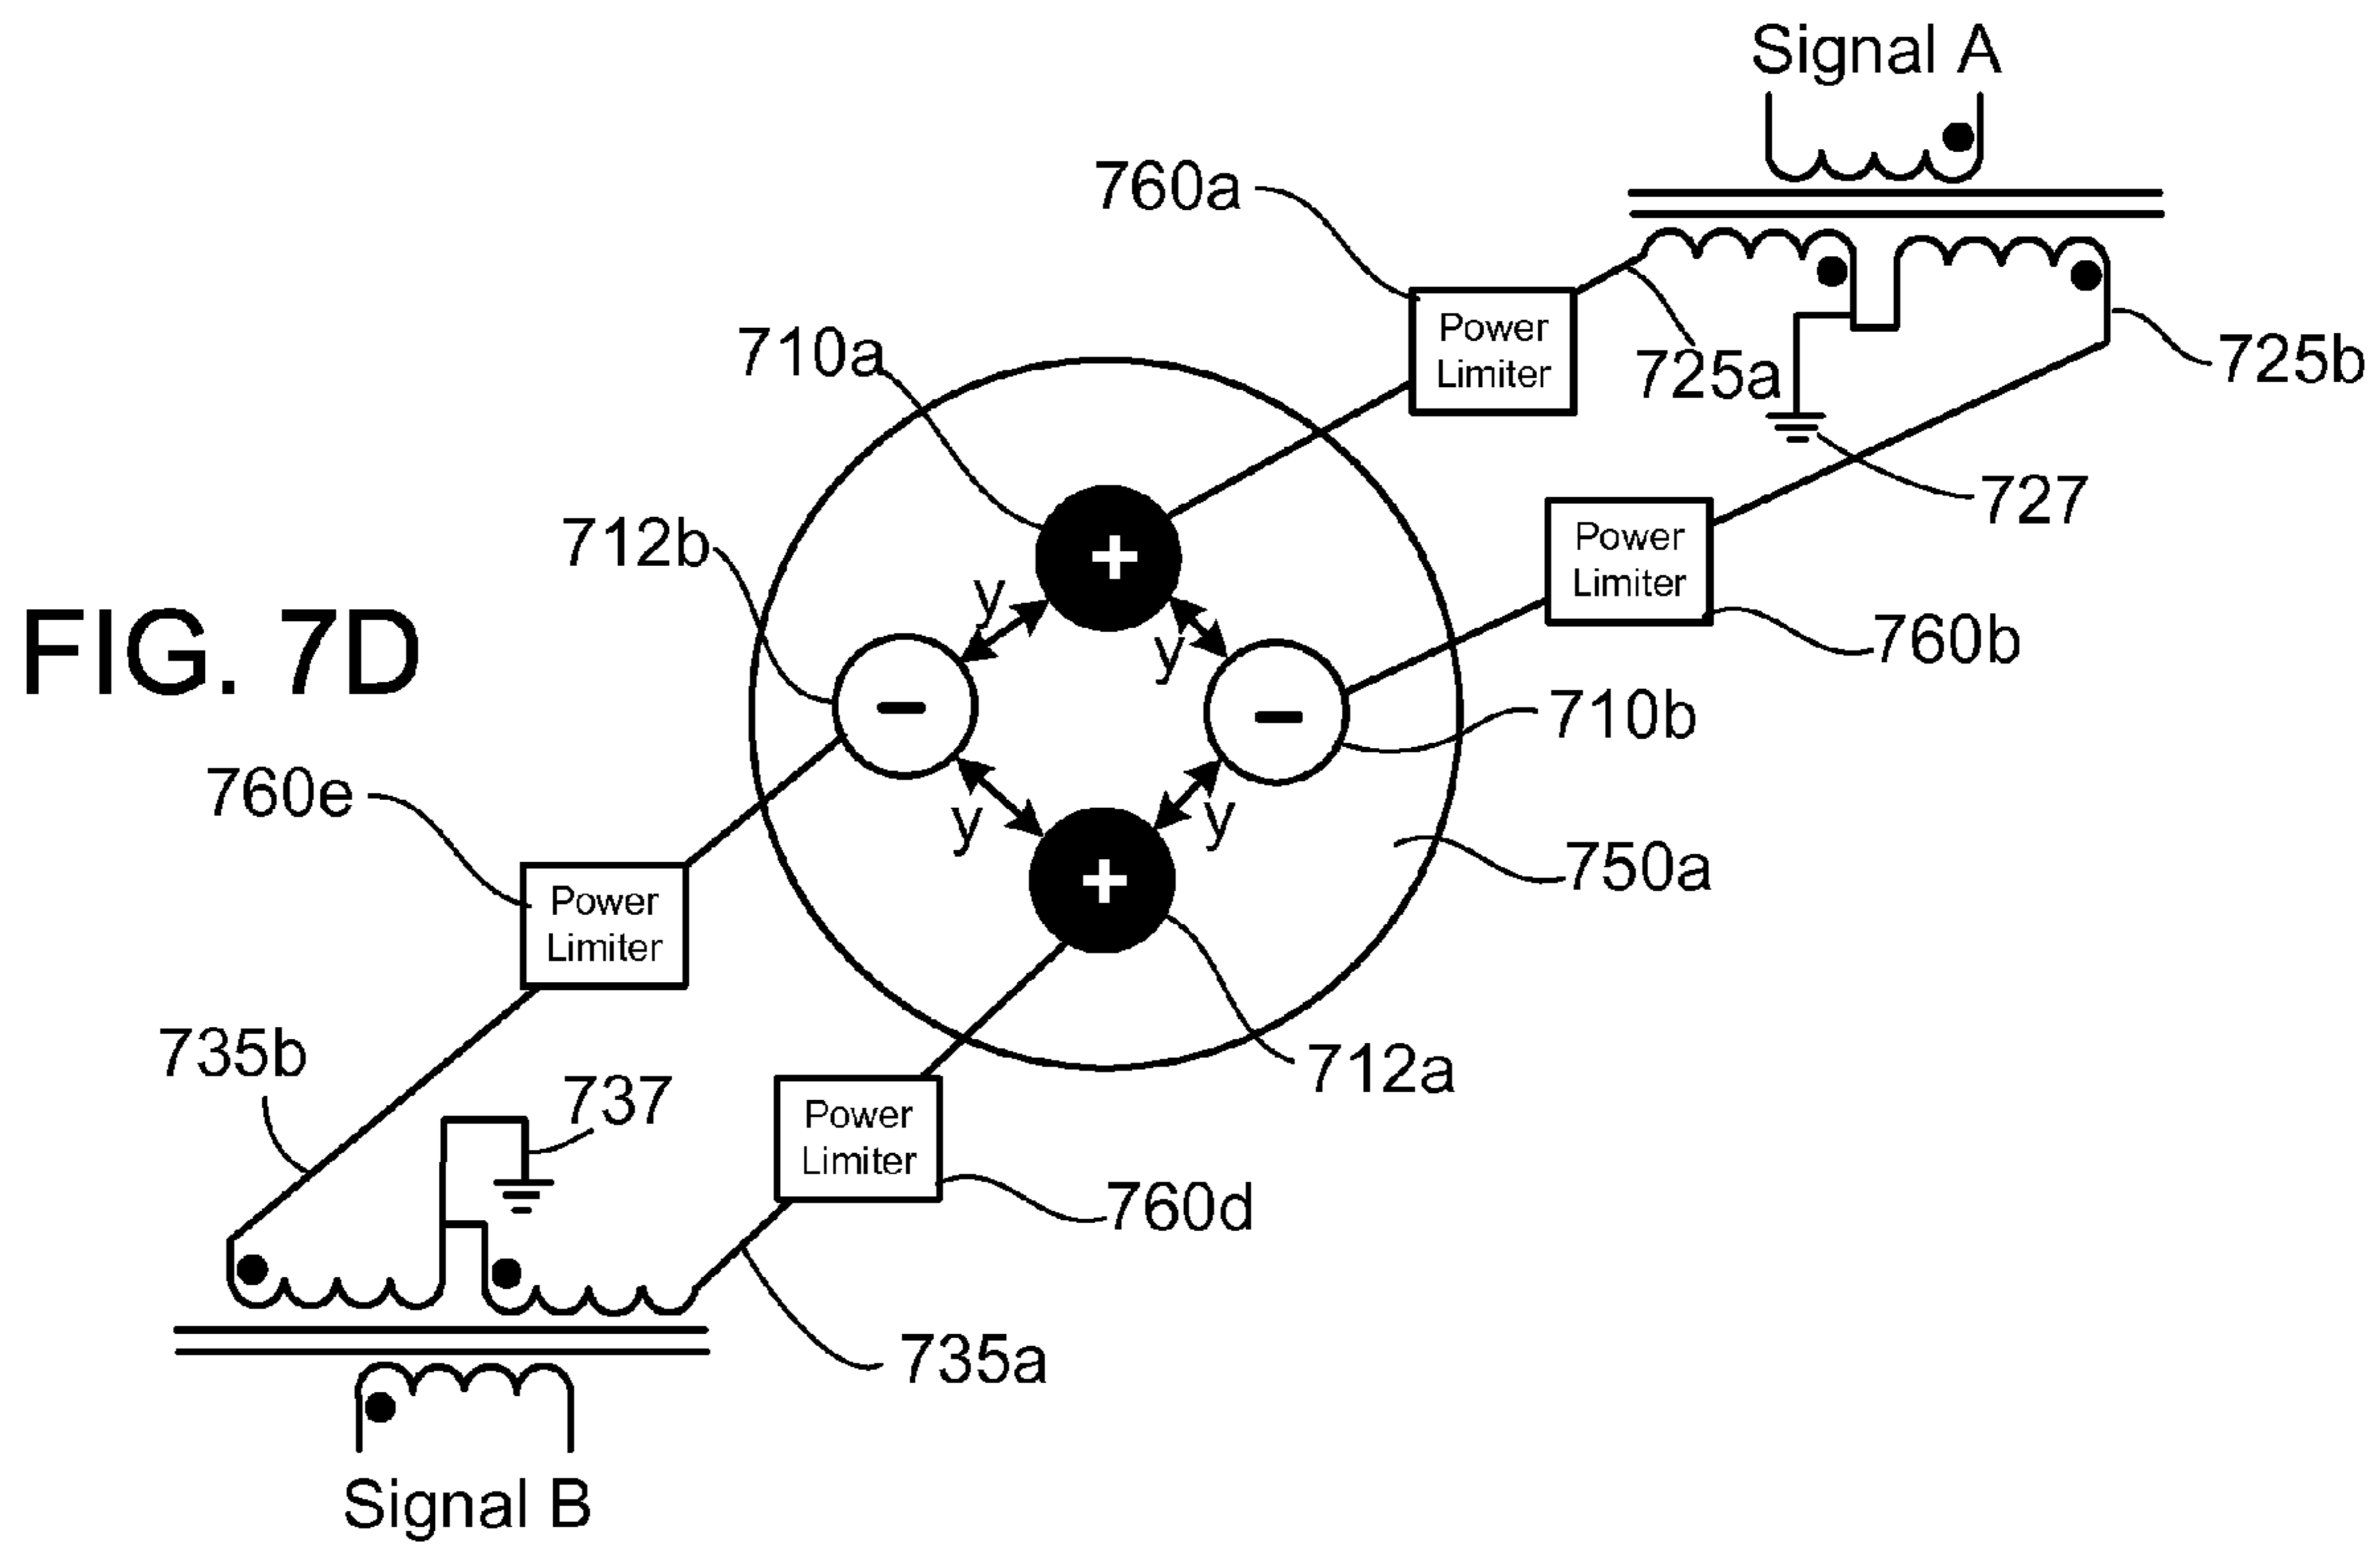 Signal A
760a
Power
Limiter
725a
725b
710a
727
712b
+
y
y
Power
Limiter
760b
FIG. 7D
−
−
710b
760e
y
y
750a
+
Power
Limiter
735b
737
712a
Power
Limiter
760d
735a
Signal B